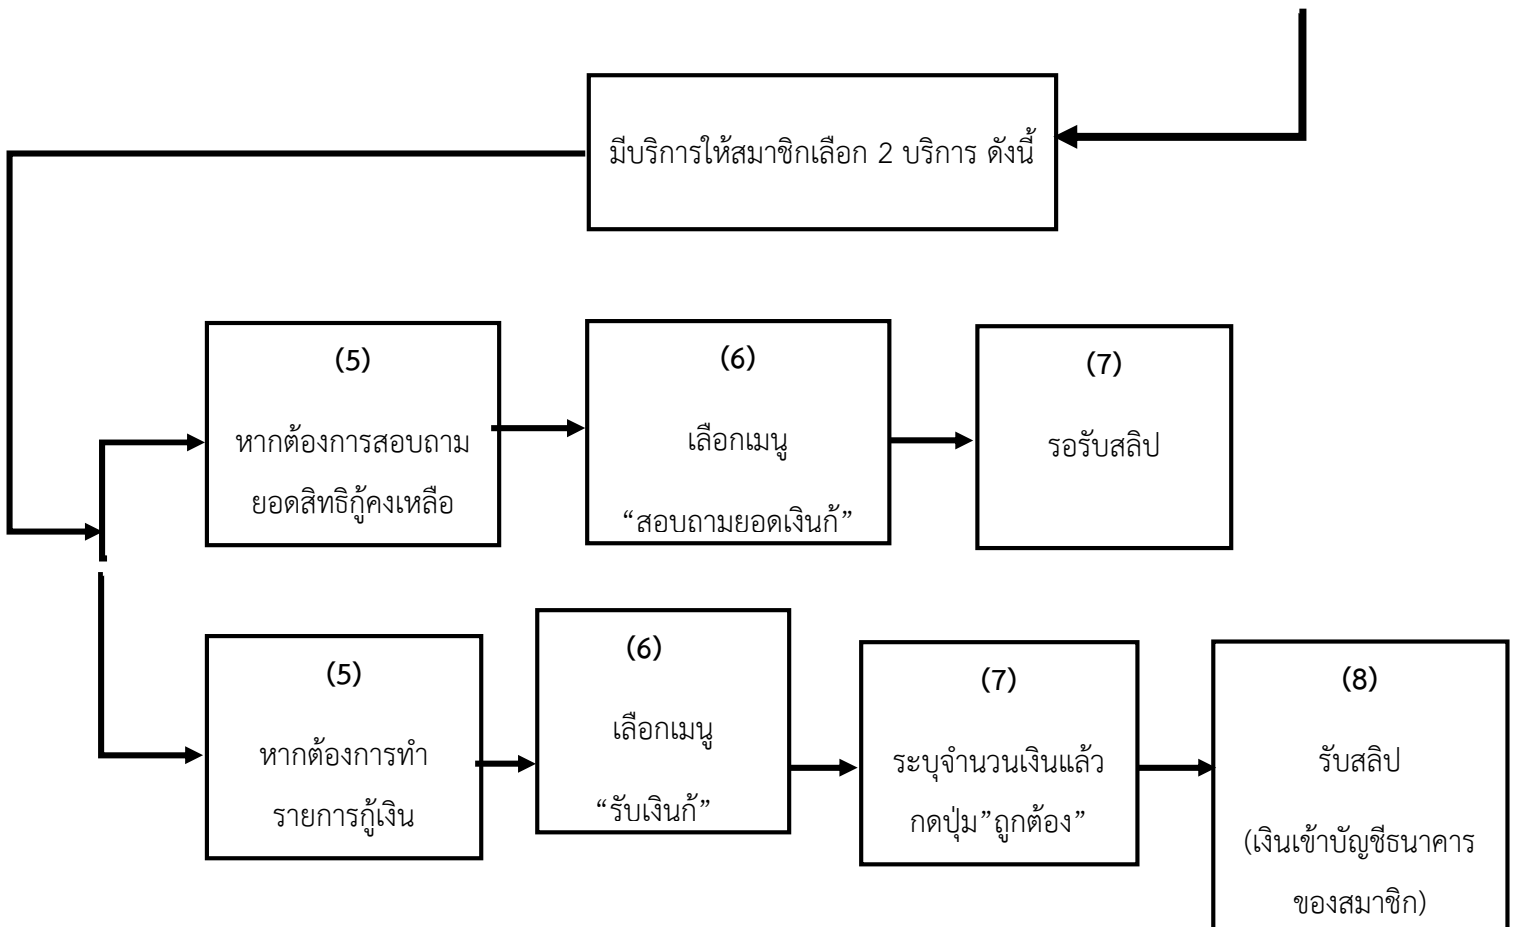 มีบริการให้สมาชิกเลือก 2 บริการ ดังนี้
(5)
หากต้องการสอบถาม
ยอดสิทธิกู้คงเหลือ
(6)
เลือกเมนู
“สอบถามยอดเงินกู้”
(7)
รอรับสลิป
(5)
หากต้องการทำ
รายการกู้เงิน
(6)
เลือกเมนู
“รับเงินกู้”
(7)
ระบุจำนวนเงินแล้ว
กดปุ่ม”ถูกต้อง”
(8)
รับสลิป
(เงินเข้าบัญชีธนาคาร
ของสมาชิก)